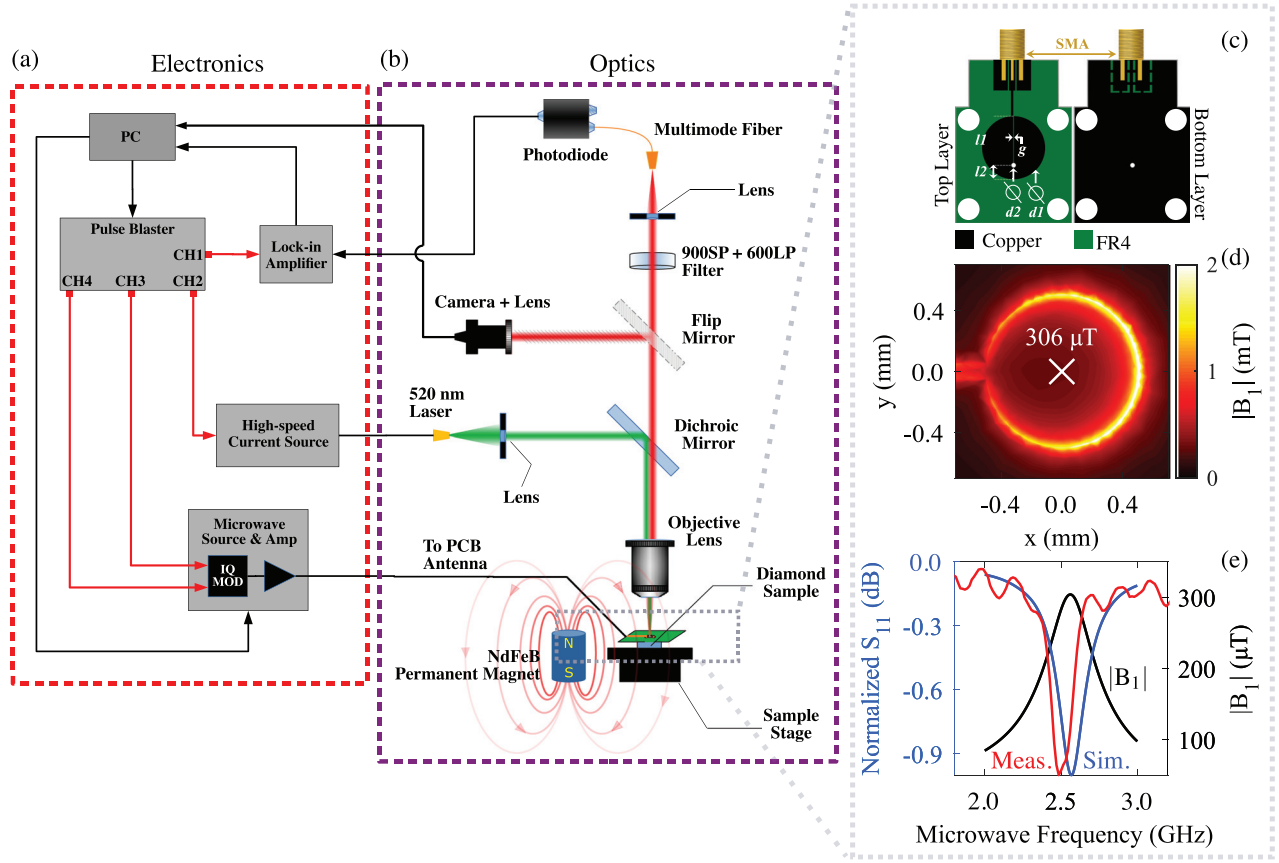 (a)
Electronics
PC
Pulse Blaster
CH1
CH4
CH3
CH2
Lock-in
Amplifier
High-speed
Current Source
Microwave
Source & Amp
IQ
MOD
(b)
Optics
Photodiode
Multimode Fiber
Lens
900SP + 600LP
Filter
Camera + Lens
Flip
Mirror
520 nm
Laser
Lens
Dichroic
Mirror
Objective
Lens
To PCB
Antenna
Diamond
Sample
N
S
NdFeB
Permanent Magnet
Sample
Stage
(c)
SMA
Top Layer
l1
g
l2
d2
d1
Bottom Layer
Copper
FR4
(d)
0.4
0.0
-0.4
y (mm)
306 μT
-0.4
0.0
0.4
x (mm)
2
1
0
|B1| (mT)
(e)
0.0
-0.3
-0.6
-0.9
Normalized S11 (dB)
|B1|
Meas.
Sim.
300
200
100
|B1| (μT)
2.0
2.5
3.0
Microwave Frequency (GHz)